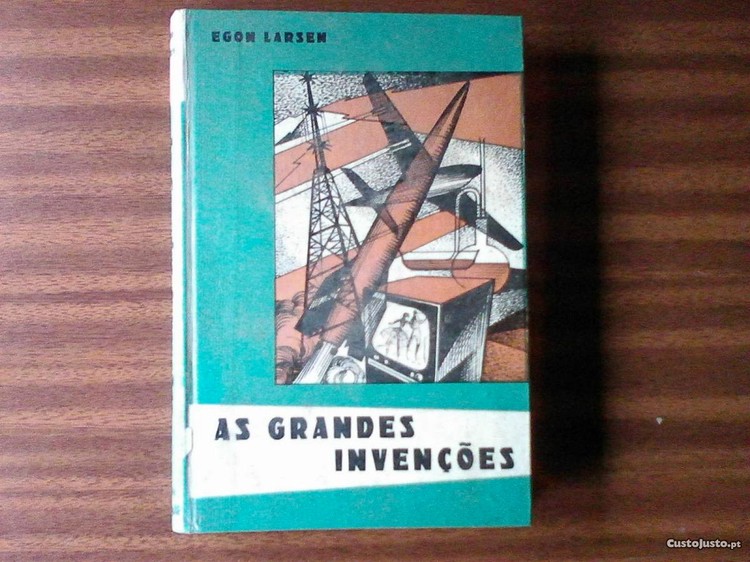 EGON LARSEN
AS GRANDES
INVENÇÕES
CustoJusto.pt